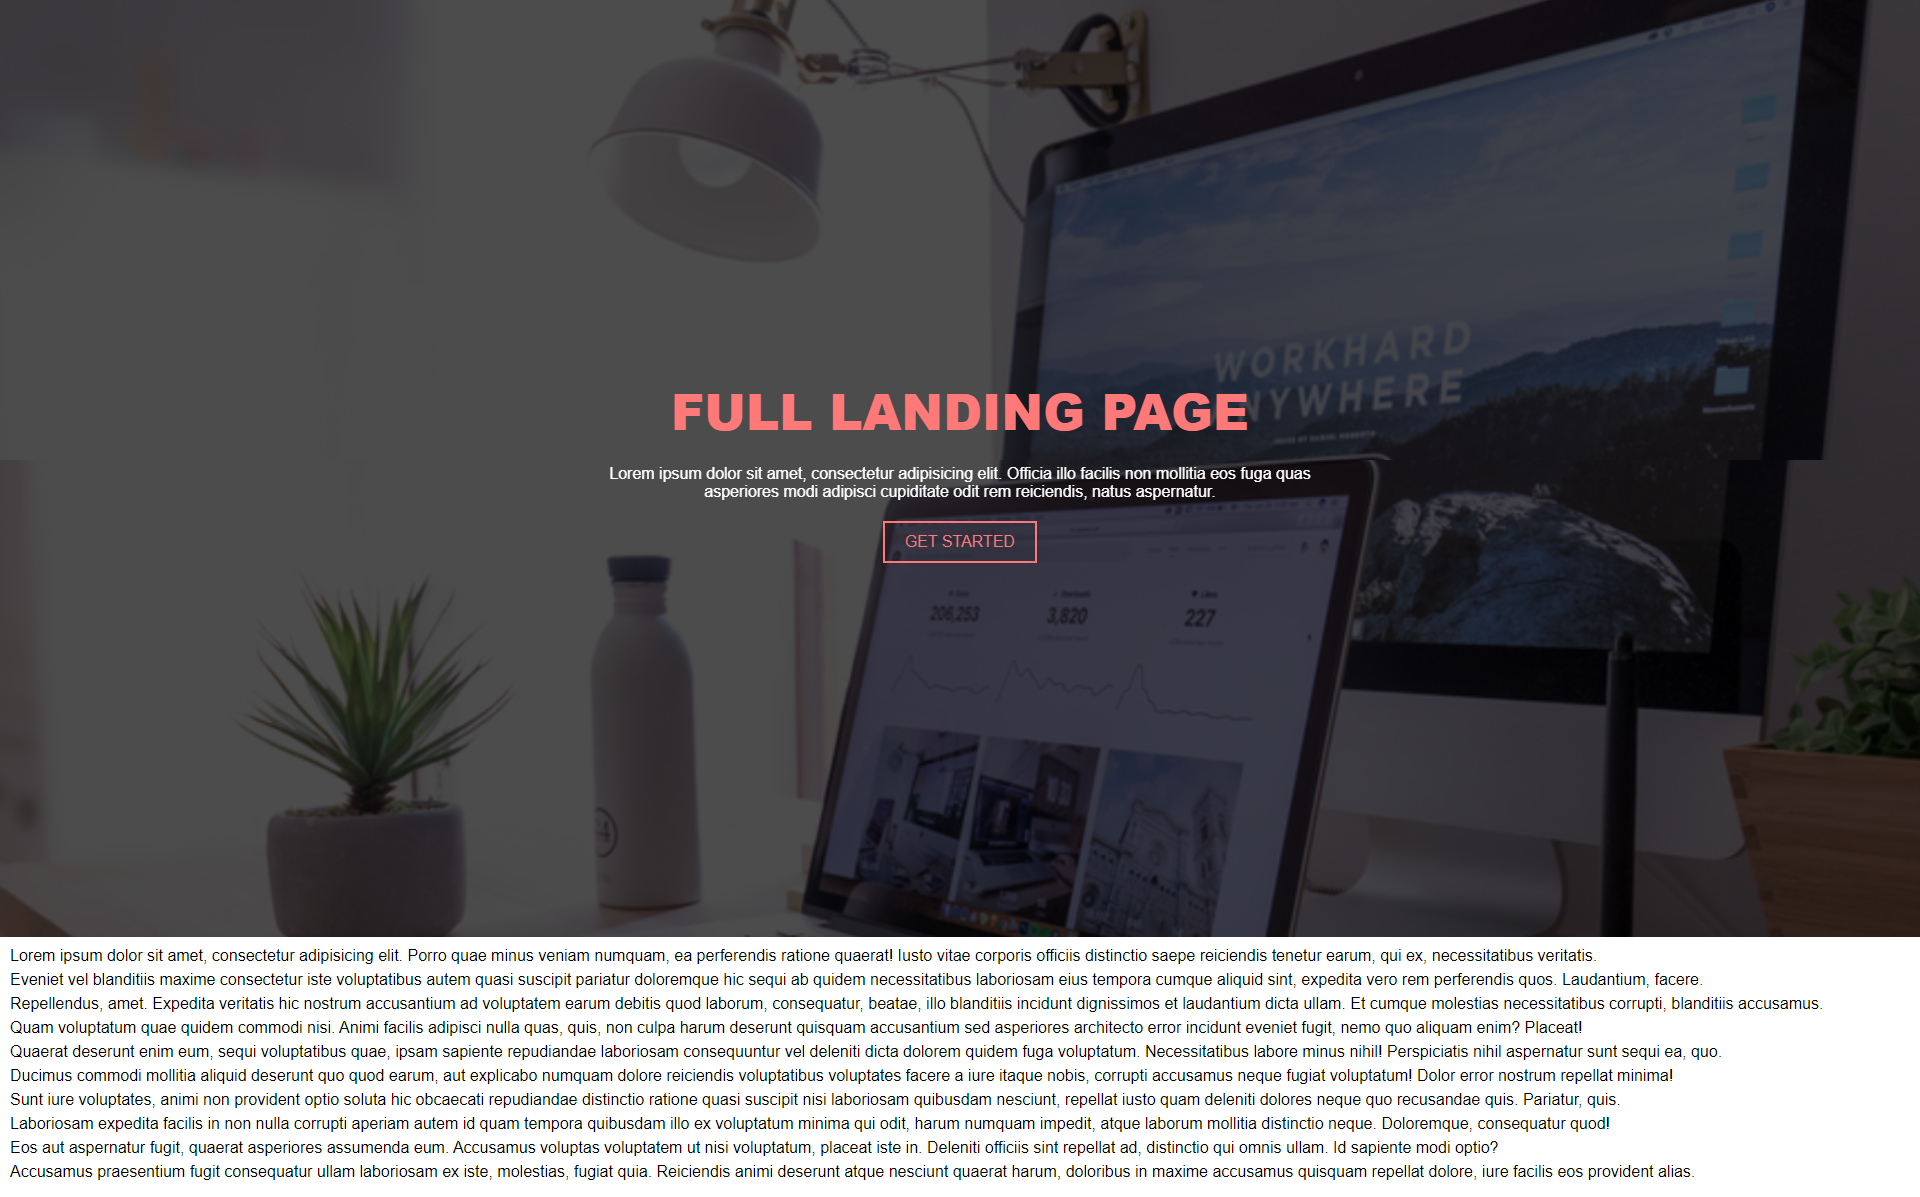 WORKHARD
NYWHERE
FULL LANDING PAGE
Lorem ipsum dolor sit amet, consectetur adipisicing elit. Officia illo facilis non mollitia eos fuga quas
asperiores modi adipisci cupiditate odit rem reiciendis, natus aspernatur.
GET STARTED
206,253
3,820
227
Lorem ipsum dolor sit amet, consectetur adipisicing elit. Porro quae minus veniam numquam, ea perferendis ratione quaerat! Iusto vitae corporis officiis distinctio saepe reiciendis tenetur earum, qui ex, necessitatibus veritatis.
Eveniet vel blanditiis maxime consectetur iste voluptatibus autem quasi suscipit pariatur doloremque hic sequi ab quidem necessitatibus laboriosam eius tempora cumque aliquid sint, expedita vero rem perferendis quos. Laudantium, facere.
Repellendus, amet. Expedita veritatis hic nostrum accusantium ad voluptatem earum debitis quod laborum, consequatur, beatae, illo blanditiis incidunt dignissimos et laudantium dicta ullam. Et cumque molestias necessitatibus corrupti, blanditiis accusamus.
Quam voluptatum quae quidem commodi nisi. Animi facilis adipisci nulla quas, quis, non culpa harum deserunt quisquam accusantium sed asperiores architecto error incidunt eveniet fugit, nemo quo aliquam enim? Placeat!
Quaerat deserunt enim eum, sequi voluptatibus quae, ipsam sapiente repudiandae laboriosam consequuntur vel deleniti dicta dolorem quidem fuga voluptatum. Necessitatibus labore minus nihil! Perspiciatis nihil aspernatur sunt sequi ea, quo.
Ducimus commodi mollitia aliquid deserunt quo quod earum, aut explicabo numquam dolore reiciendis voluptatibus voluptates facere a iure itaque nobis, corrupti accusamus neque fugiat voluptatum! Dolor error nostrum repellat minima!
Sunt iure voluptates, animi non provident optio soluta hic obcaecati repudiandae distinctio ratione quasi suscipit nisi laboriosam quibusdam nesciunt, repellat iusto quam deleniti dolores neque quo recusandae quis. Pariatur, quis.
Laboriosam expedita facilis in non nulla corrupti aperiam autem id quam tempora quibusdam illo ex voluptatum minima qui odit, harum numquam impedit, atque laborum mollitia distinctio neque. Doloremque, consequatur quod!
Eos aut aspernatur fugit, quaerat asperiores assumenda eum. Accusamus voluptas voluptatem ut nisi voluptatum, placeat iste in. Deleniti officiis sint repellat ad, distinctio qui omnis ullam. Id sapiente modi optio?
Accusamus praesentium fugit consequatur ullam laboriosam ex iste, molestias, fugiat quia. Reiciendis animi deserunt atque nesciunt quaerat harum, doloribus in maxime accusamus quisquam repellat dolore, iure facilis eos provident alias.